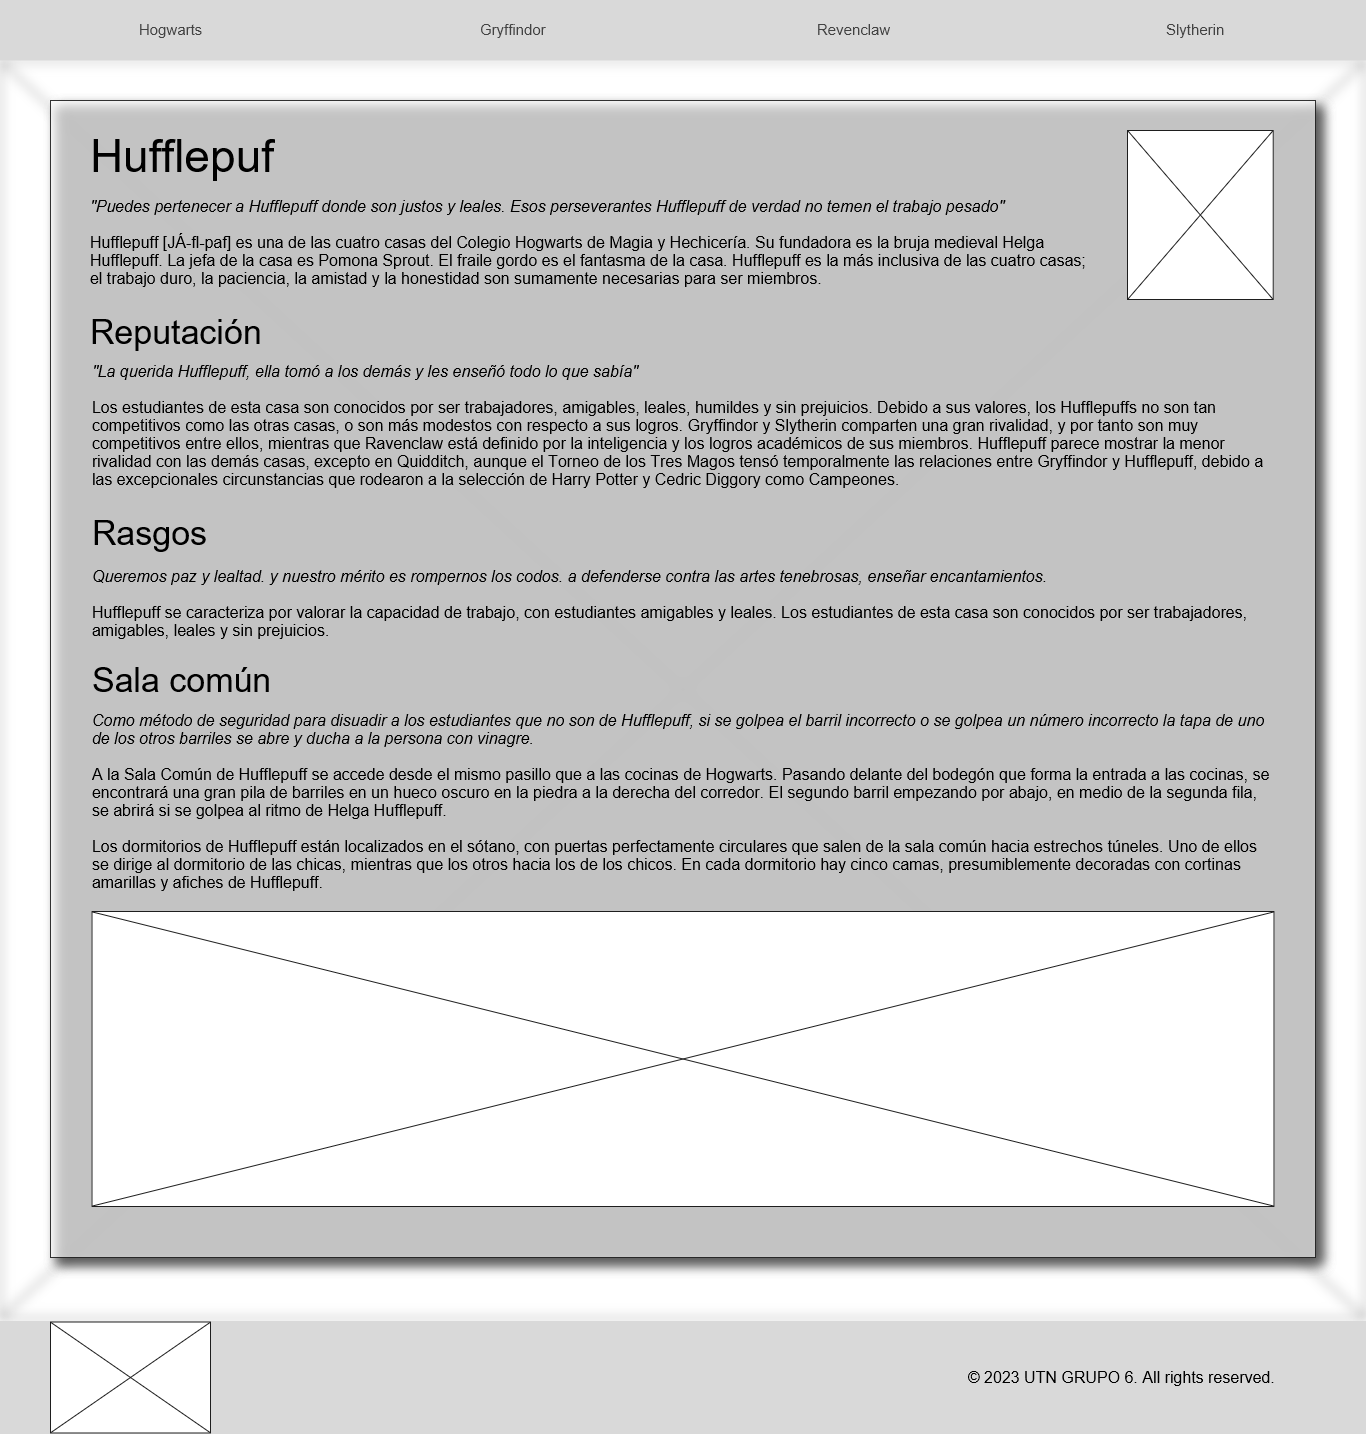 Hogwarts
Gryffindor
Revenclaw
Slytherin
Hufflepuf
"Puedes pertenecer a Hufflepuff donde son justos y leales. Esos perseverantes Hufflepuff de verdad no temen el trabajo pesado"
Hufflepuff [JÁ-fl-paf] es una de las cuatro casas del Colegio Hogwarts de Magia y Hechicería. Su fundadora es la bruja medieval Helga
Hufflepuff. La jefa de la casa es Pomona Sprout. El fraile gordo es el fantasma de la casa. Hufflepuff es la más inclusiva de las cuatro casas;
el trabajo duro, la paciencia, la amistad y la honestidad son sumamente necesarias para ser miembros.
Reputación
"La querida Hufflepuff, ella tomó a los demás y les enseñó todo lo que sabía"
Los estudiantes de esta casa son conocidos por ser trabajadores, amigables, leales, humildes y sin prejuicios. Debido a sus valores, los Hufflepuffs no son tan
competitivos como las otras casas, o son más modestos con respecto a sus logros. Gryffindor y Slytherin comparten una gran rivalidad, y por tanto son muy
competitivos entre ellos, mientras que Ravenclaw está definido por la inteligencia y los logros académicos de sus miembros. Hufflepuff parece mostrar la menor
rivalidad con las demás casas, excepto en Quidditch, aunque el Torneo de los Tres Magos tensó temporalmente las relaciones entre Gryffindor y Hufflepuff, debido a
las excepcionales circunstancias que rodearon a la selección de Harry Potter y Cedric Diggory como Campeones.
Rasgos
Queremos paz y lealtad. y nuestro mérito es rompernos los codos. a defenderse contra las artes tenebrosas, enseñar encantamientos.
Hufflepuff se caracteriza por valorar la capacidad de trabajo, con estudiantes amigables y leales. Los estudiantes de esta casa son conocidos por ser trabajadores,
amigables, leales y sin prejuicios.
Sala común
Como método de seguridad para disuadir a los estudiantes que no son de Hufflepuff, si se golpea el barril incorrecto o se golpea un número incorrecto la tapa de uno
de los otros barriles se abre y ducha a la persona con vinagre.
A la Sala Común de Hufflepuff se accede desde el mismo pasillo que a las cocinas de Hogwarts. Pasando delante del bodegón que forma la entrada a las cocinas, se
encontrará una gran pila de barriles en un hueco oscuro en la piedra a la derecha del corredor. El segundo barril empezando por abajo, en medio de la segunda fila,
se abrirá si se golpea al ritmo de Helga Hufflepuff.
Los dormitorios de Hufflepuff están localizados en el sótano, con puertas perfectamente circulares que salen de la sala común hacia estrechos túneles. Uno de ellos
se dirige al dormitorio de las chicas, mientras que los otros hacia los de los chicos. En cada dormitorio hay cinco camas, presumiblemente decoradas con cortinas
amarillas y afiches de Hufflepuff.
© 2023 UTN GRUPO 6. All rights reserved.